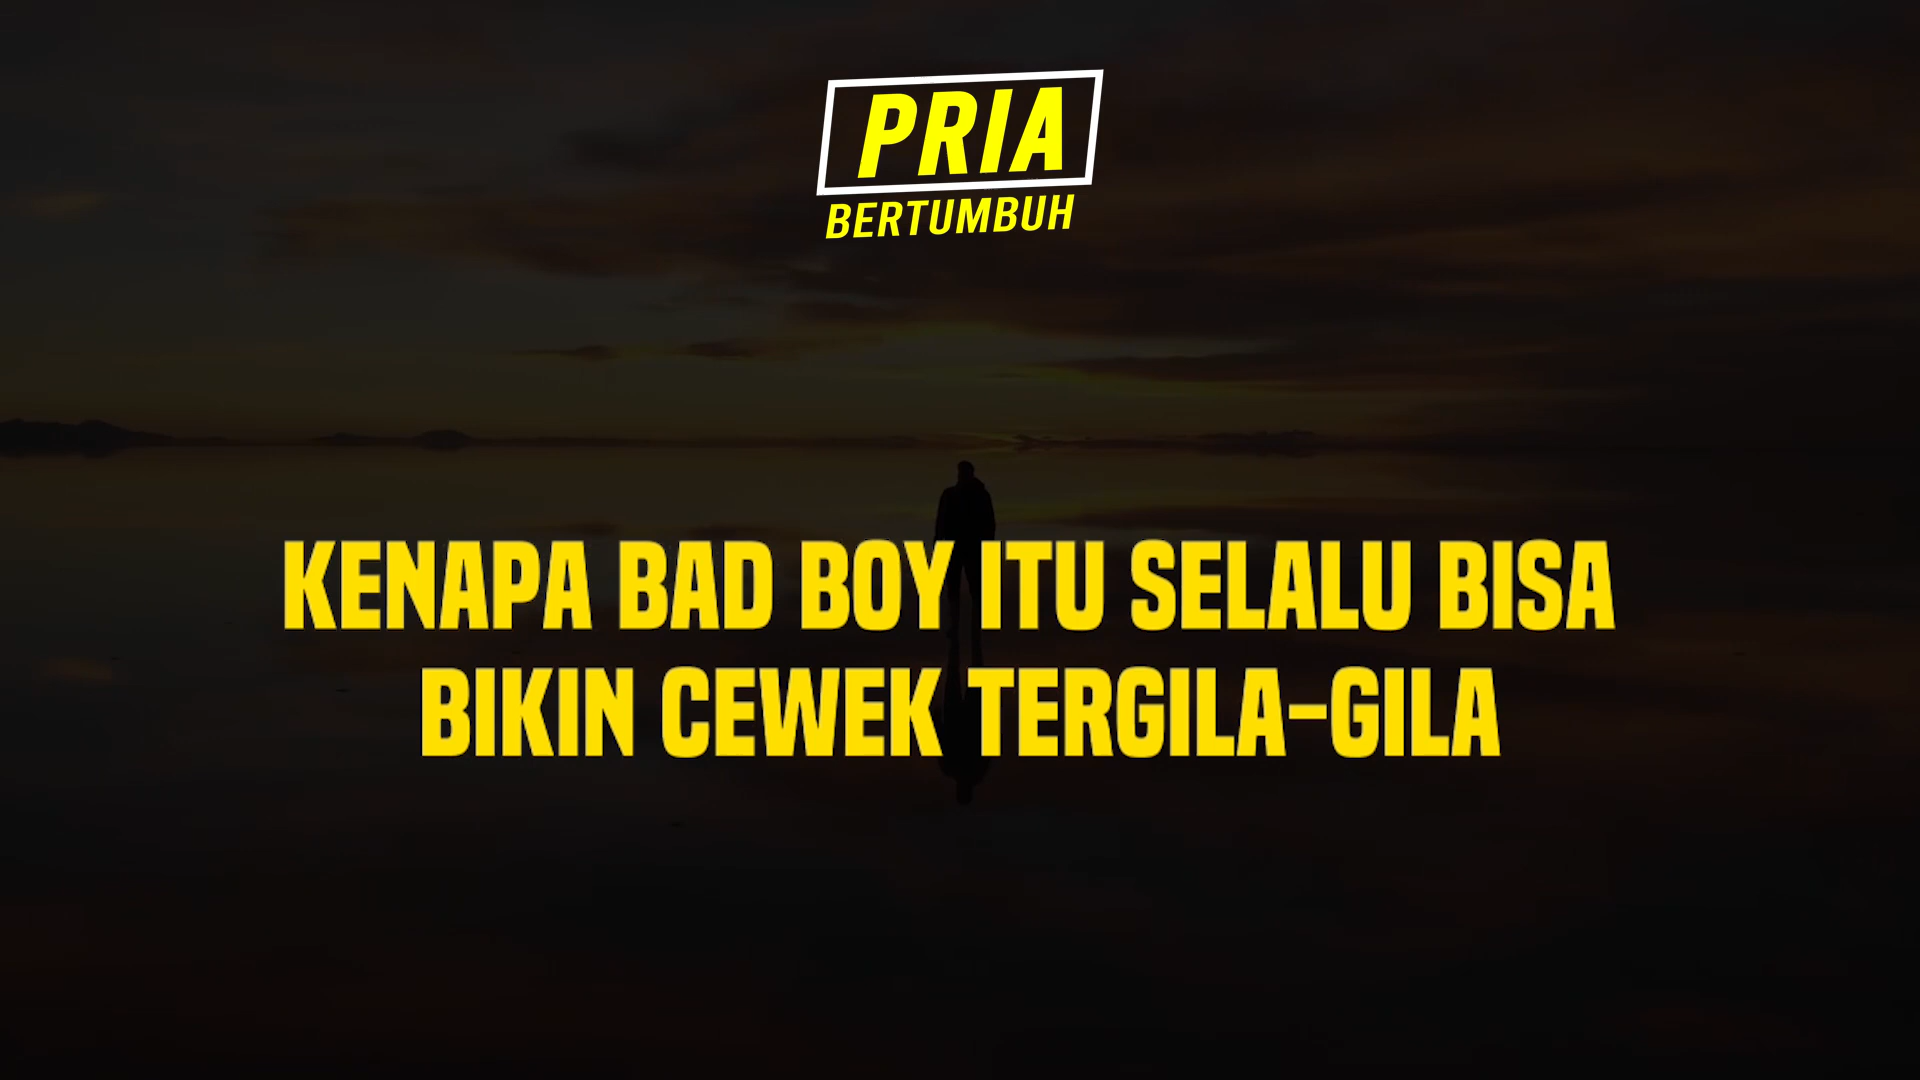 PRIA
BERTUMBUH
KENAPA BAD BOY ITU SELALU BISA
BIKIN CEWEK TERGILA-GILA